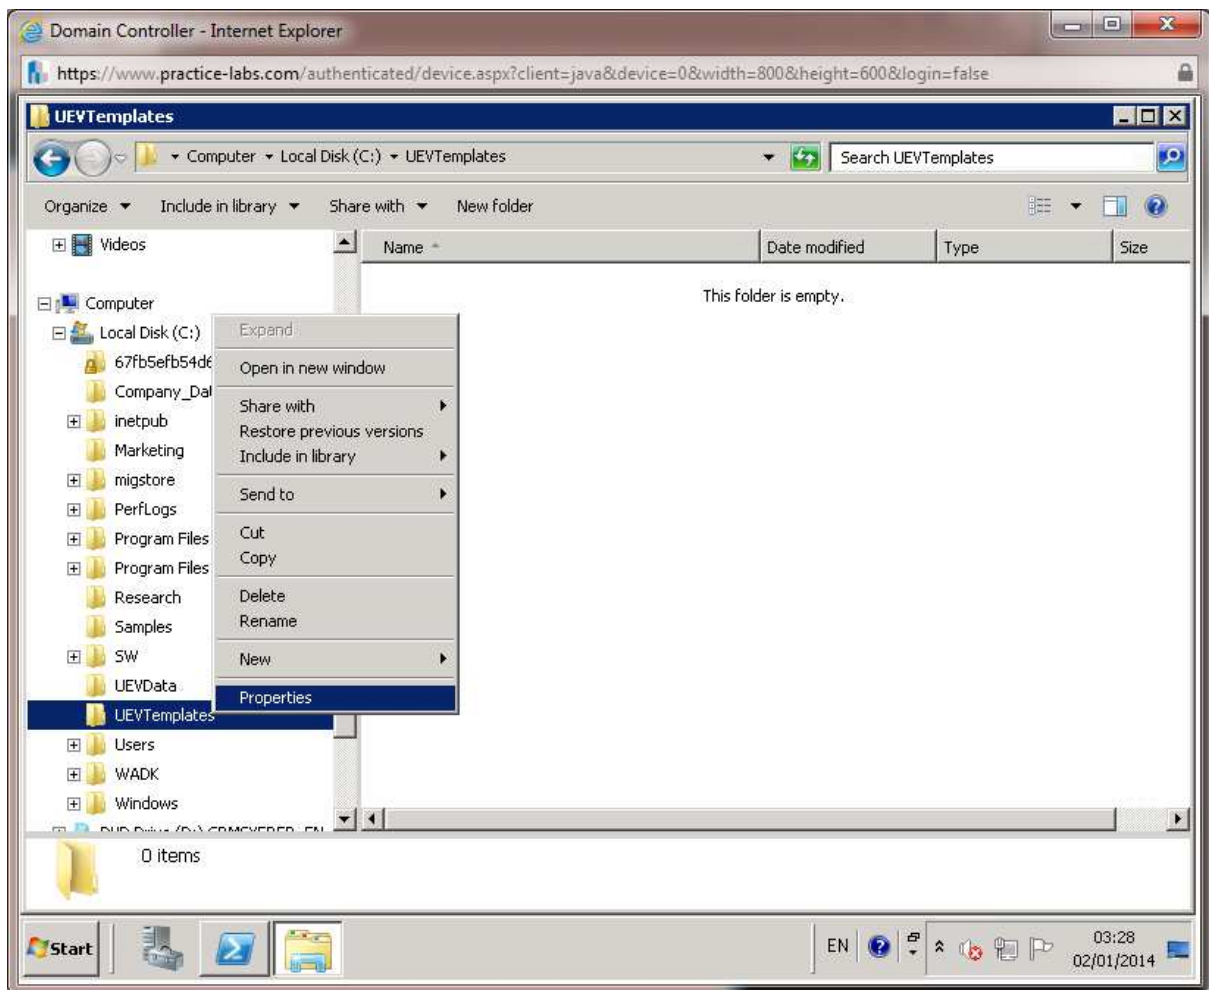 Domain Controller - Internet Explorer
https://www.practice-labs.com/authenticated/device.aspx?client=java&device=0&width=800&height=600&login=false
UEVTemplates
Computer Local Disk (C:) UEVTemplates
Search UEVTemplates
Organize Include in library Share with New folder
Videos
Name Date modified Type Size
This folder is empty.
Computer
Local Disk (C:)
67fb5efb54d6
Company_Dat
inetpub
Marketing
migstore
PerfLogs
Program Files
Program Files
Research
Samples
SW
UEVData
UEVTemplates
Users
WADK
Windows
Expand
Open in new window
Share with
Restore previous versions
Include in library
Send to
Cut
Copy
Delete
Rename
New
Properties
0 items
Start
EN
03:28
02/01/2014